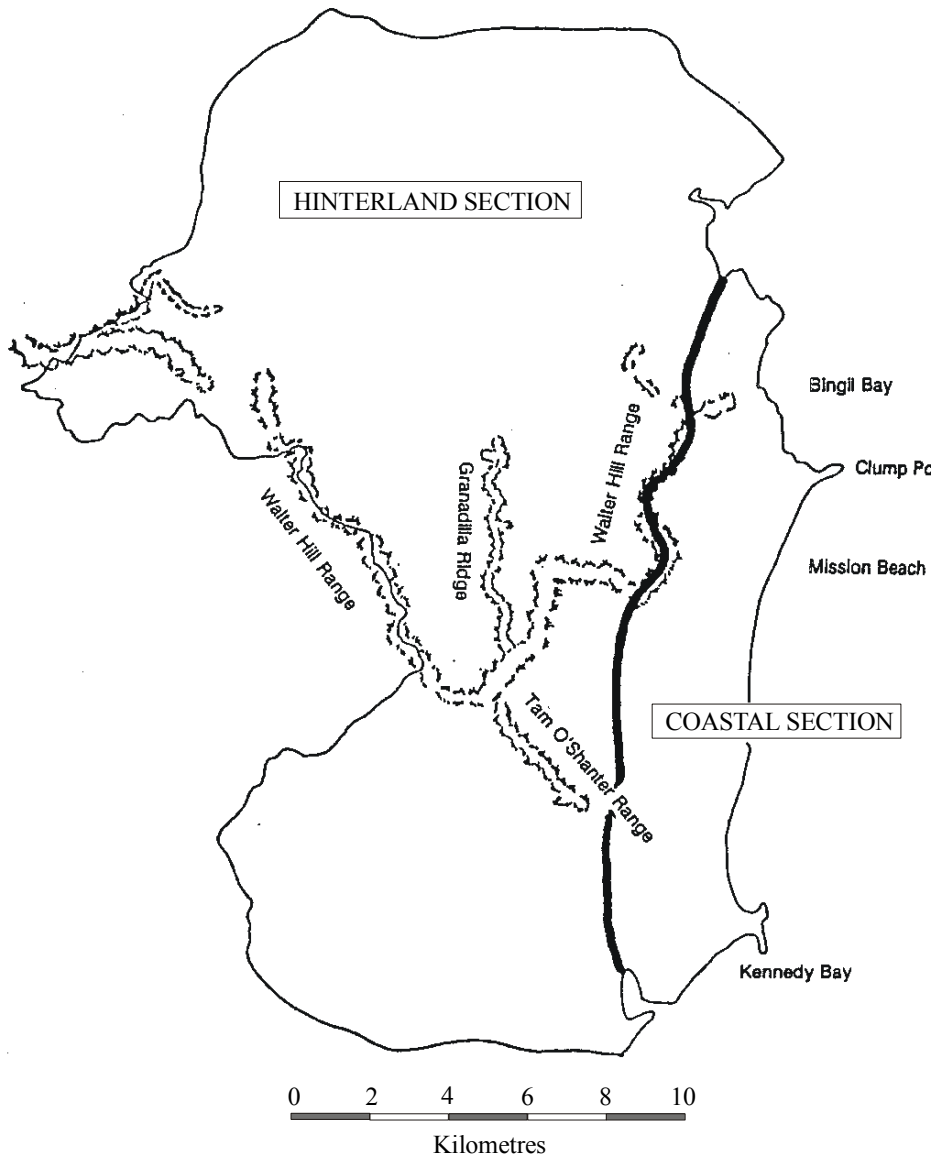 HINTERLAND SECTION
Bingil Bay
Walter Hill Range
Granadilla Ridge
Clump Po
Walter Hill Range
Mission Beach
Tam O'Shanter Range
COASTAL SECTION
Kennedy Bay
0 2 4 6 8 10
Kilometres